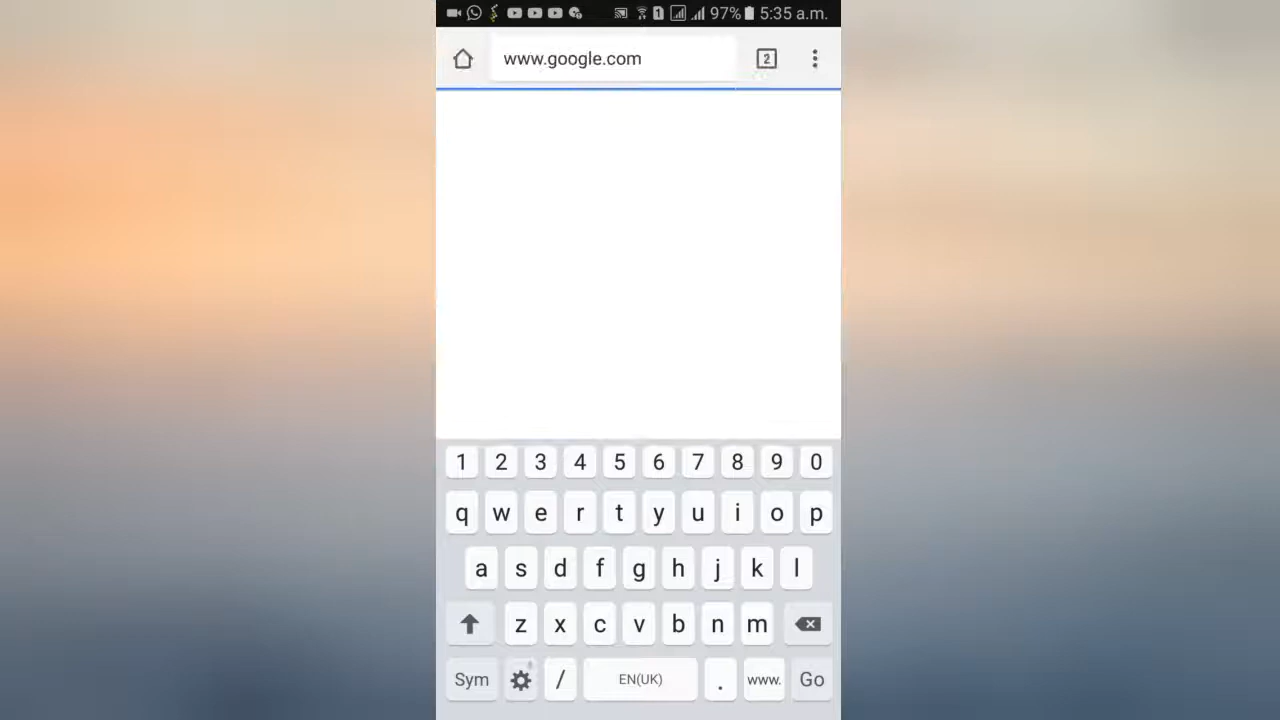 1 97% 5:35 a.m.
www.google.com 2
1 2 3 4 5 6 7 8 9 0
q w e r t y u i o p
a s d f g h j k l
z x c v b n m
Sym / EN(UK) . www. Go